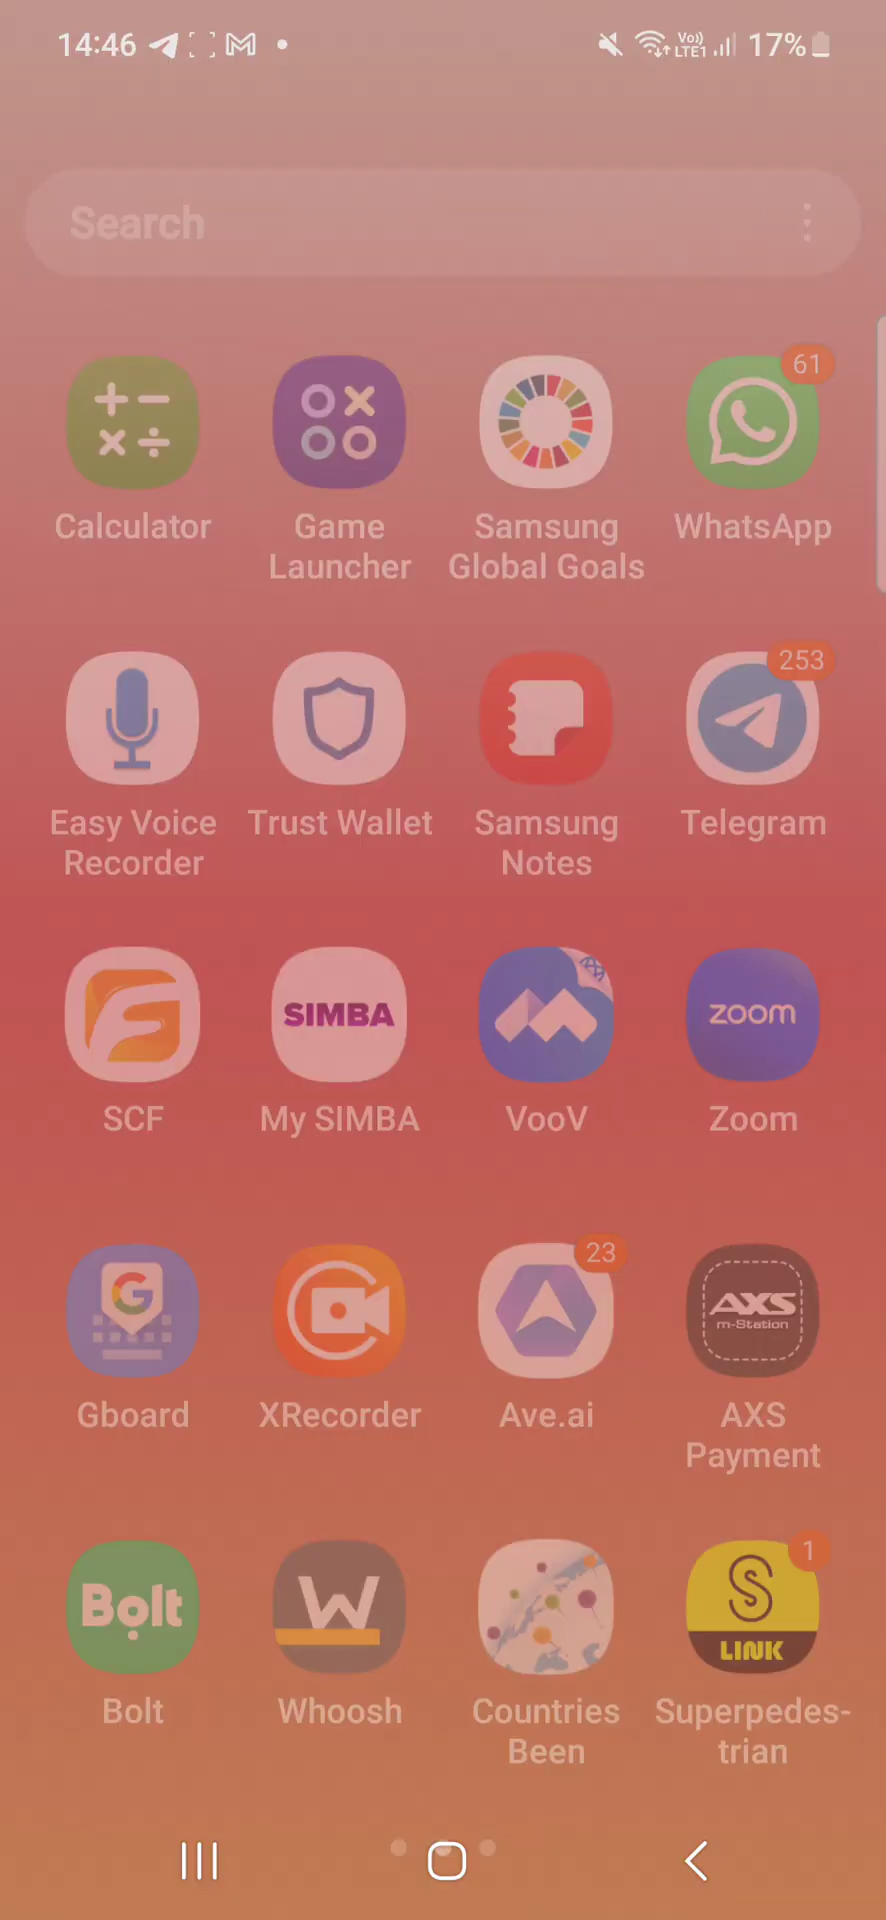 14:46 Vo) LTE1 17%
Search
61
Calculator Game Samsung WhatsApp
Launcher Global Goals
253
Easy Voice Trust Wallet Samsung Telegram
Recorder Notes
SIMBA zoom
SCF My SIMBA VooV Zoom
23
G AXS
m-Station
Gboard XRecorder Ave.ai AXS
Payment
1
Bolt W S
LINK
Bolt Whoosh Countries Superpedes-
Been trian